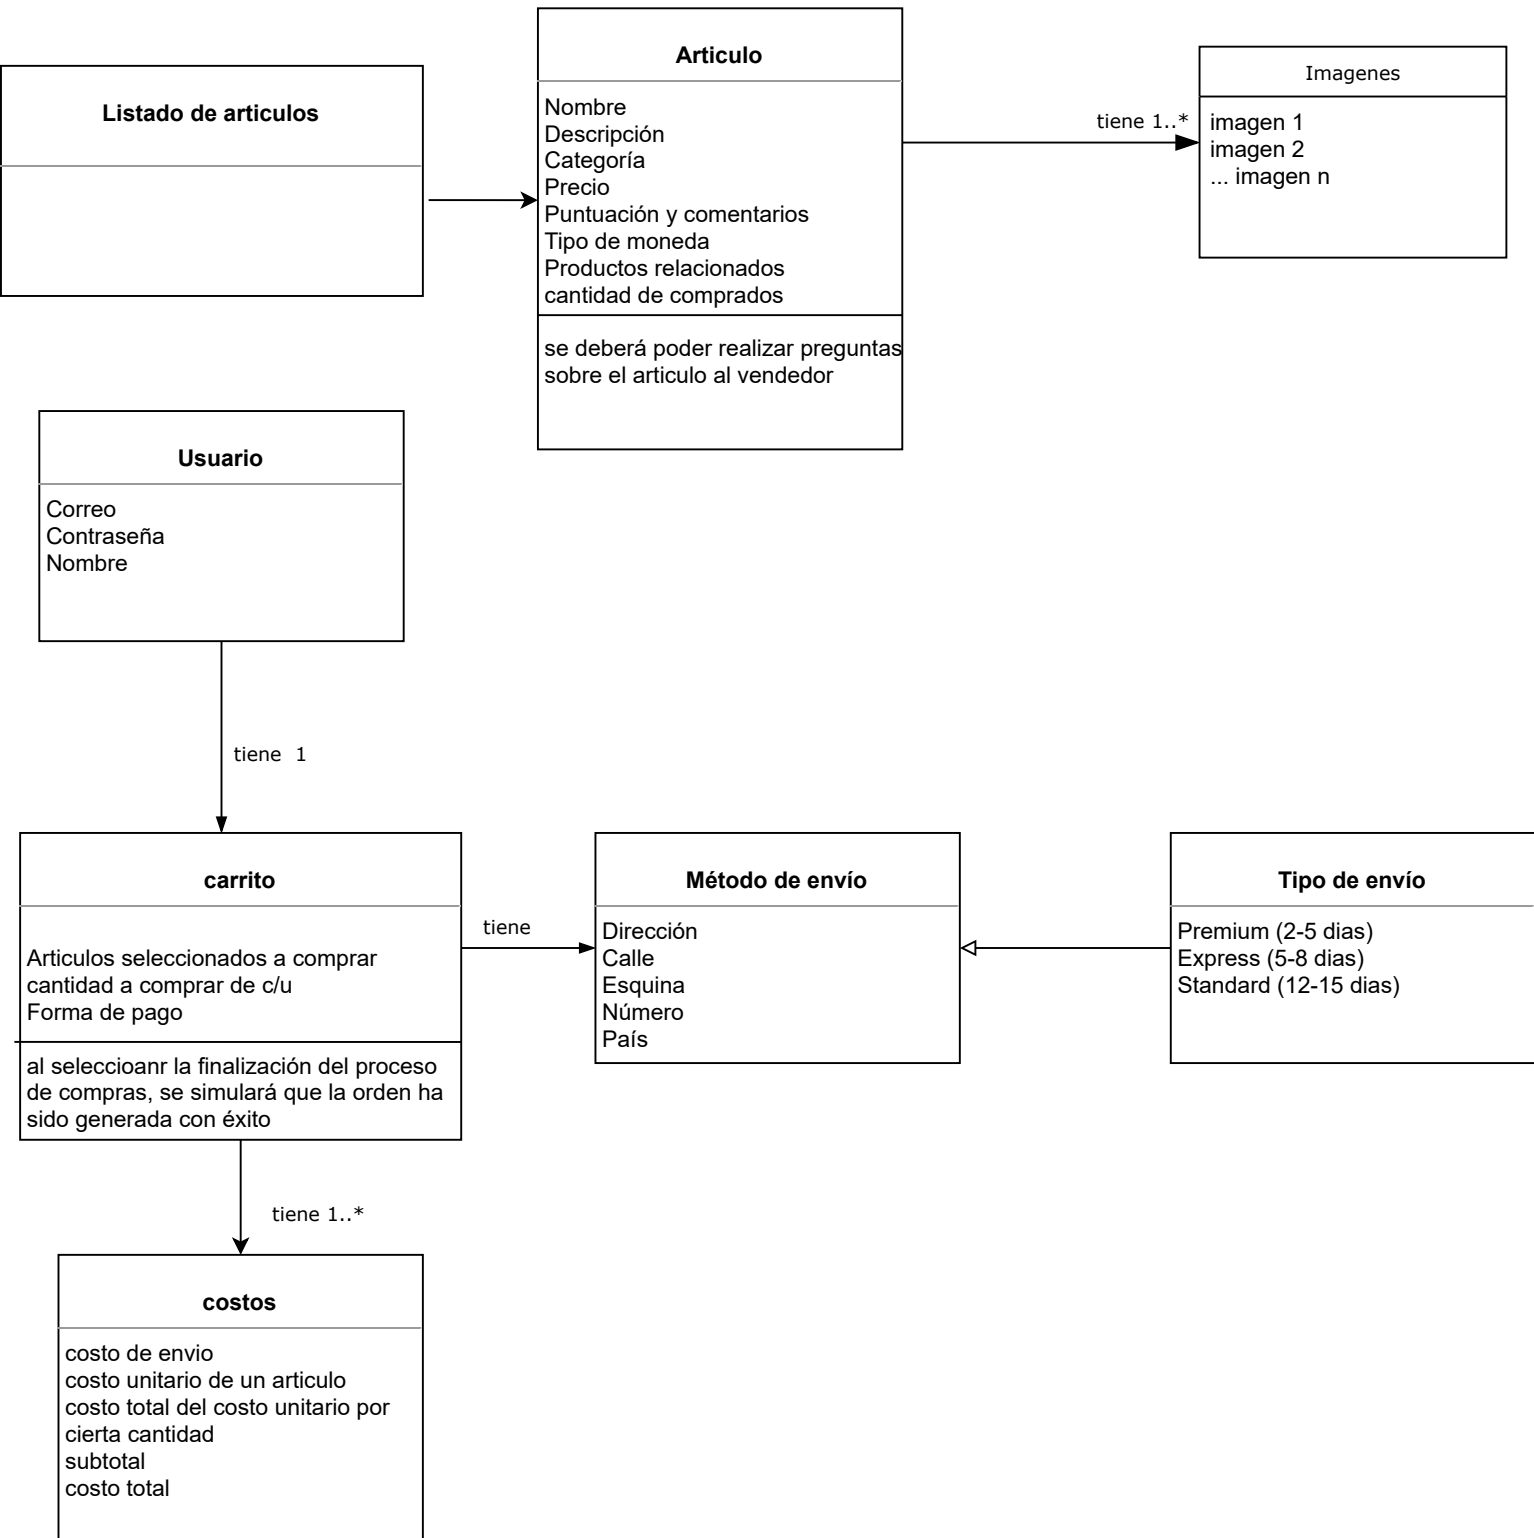 Listado de articulos
Articulo
Nombre
Descripción
Categoría
Precio
Puntuación y comentarios
Tipo de moneda
Productos relacionados
cantidad de comprados
se deberá poder realizar preguntas
sobre el articulo al vendedor
tiene 1..*
Imagenes
imagen 1
imagen 2
... imagen n
Usuario
Correo
Contraseña
Nombre
tiene 1
carrito
Articulos seleccionados a comprar
cantidad a comprar de c/u
Forma de pago
al seleccioanr la finalización del proceso
de compras, se simulará que la orden ha
sido generada con éxito
tiene
Método de envío
Dirección
Calle
Esquina
Número
País
Tipo de envío
Premium (2-5 dias)
Express (5-8 dias)
Standard (12-15 dias)
tiene 1..*
costos
costo de envio
costo unitario de un articulo
costo total del costo unitario por
cierta cantidad
subtotal
costo total